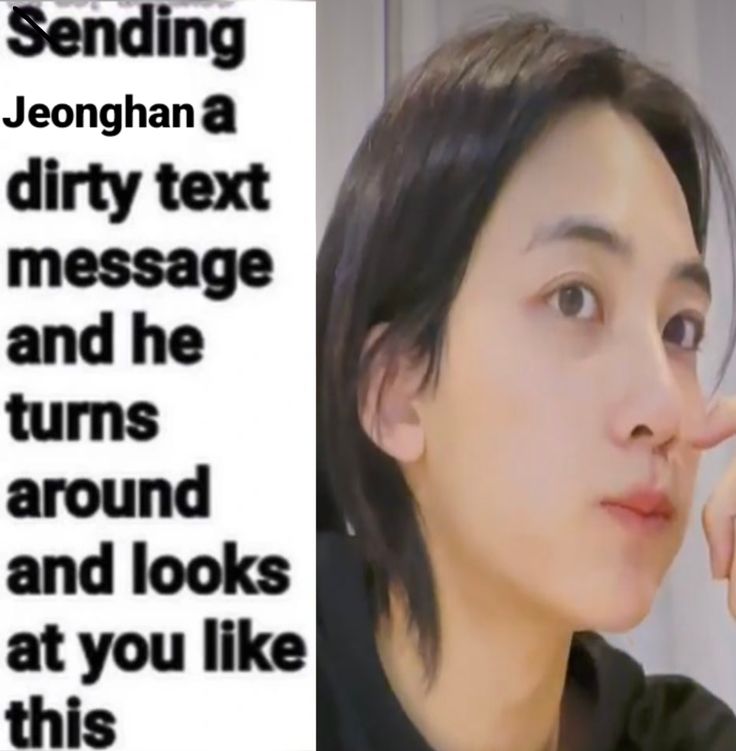 Sending
Jeonghan a
dirty text
message
and he
turns
around
and looks
at you like
this